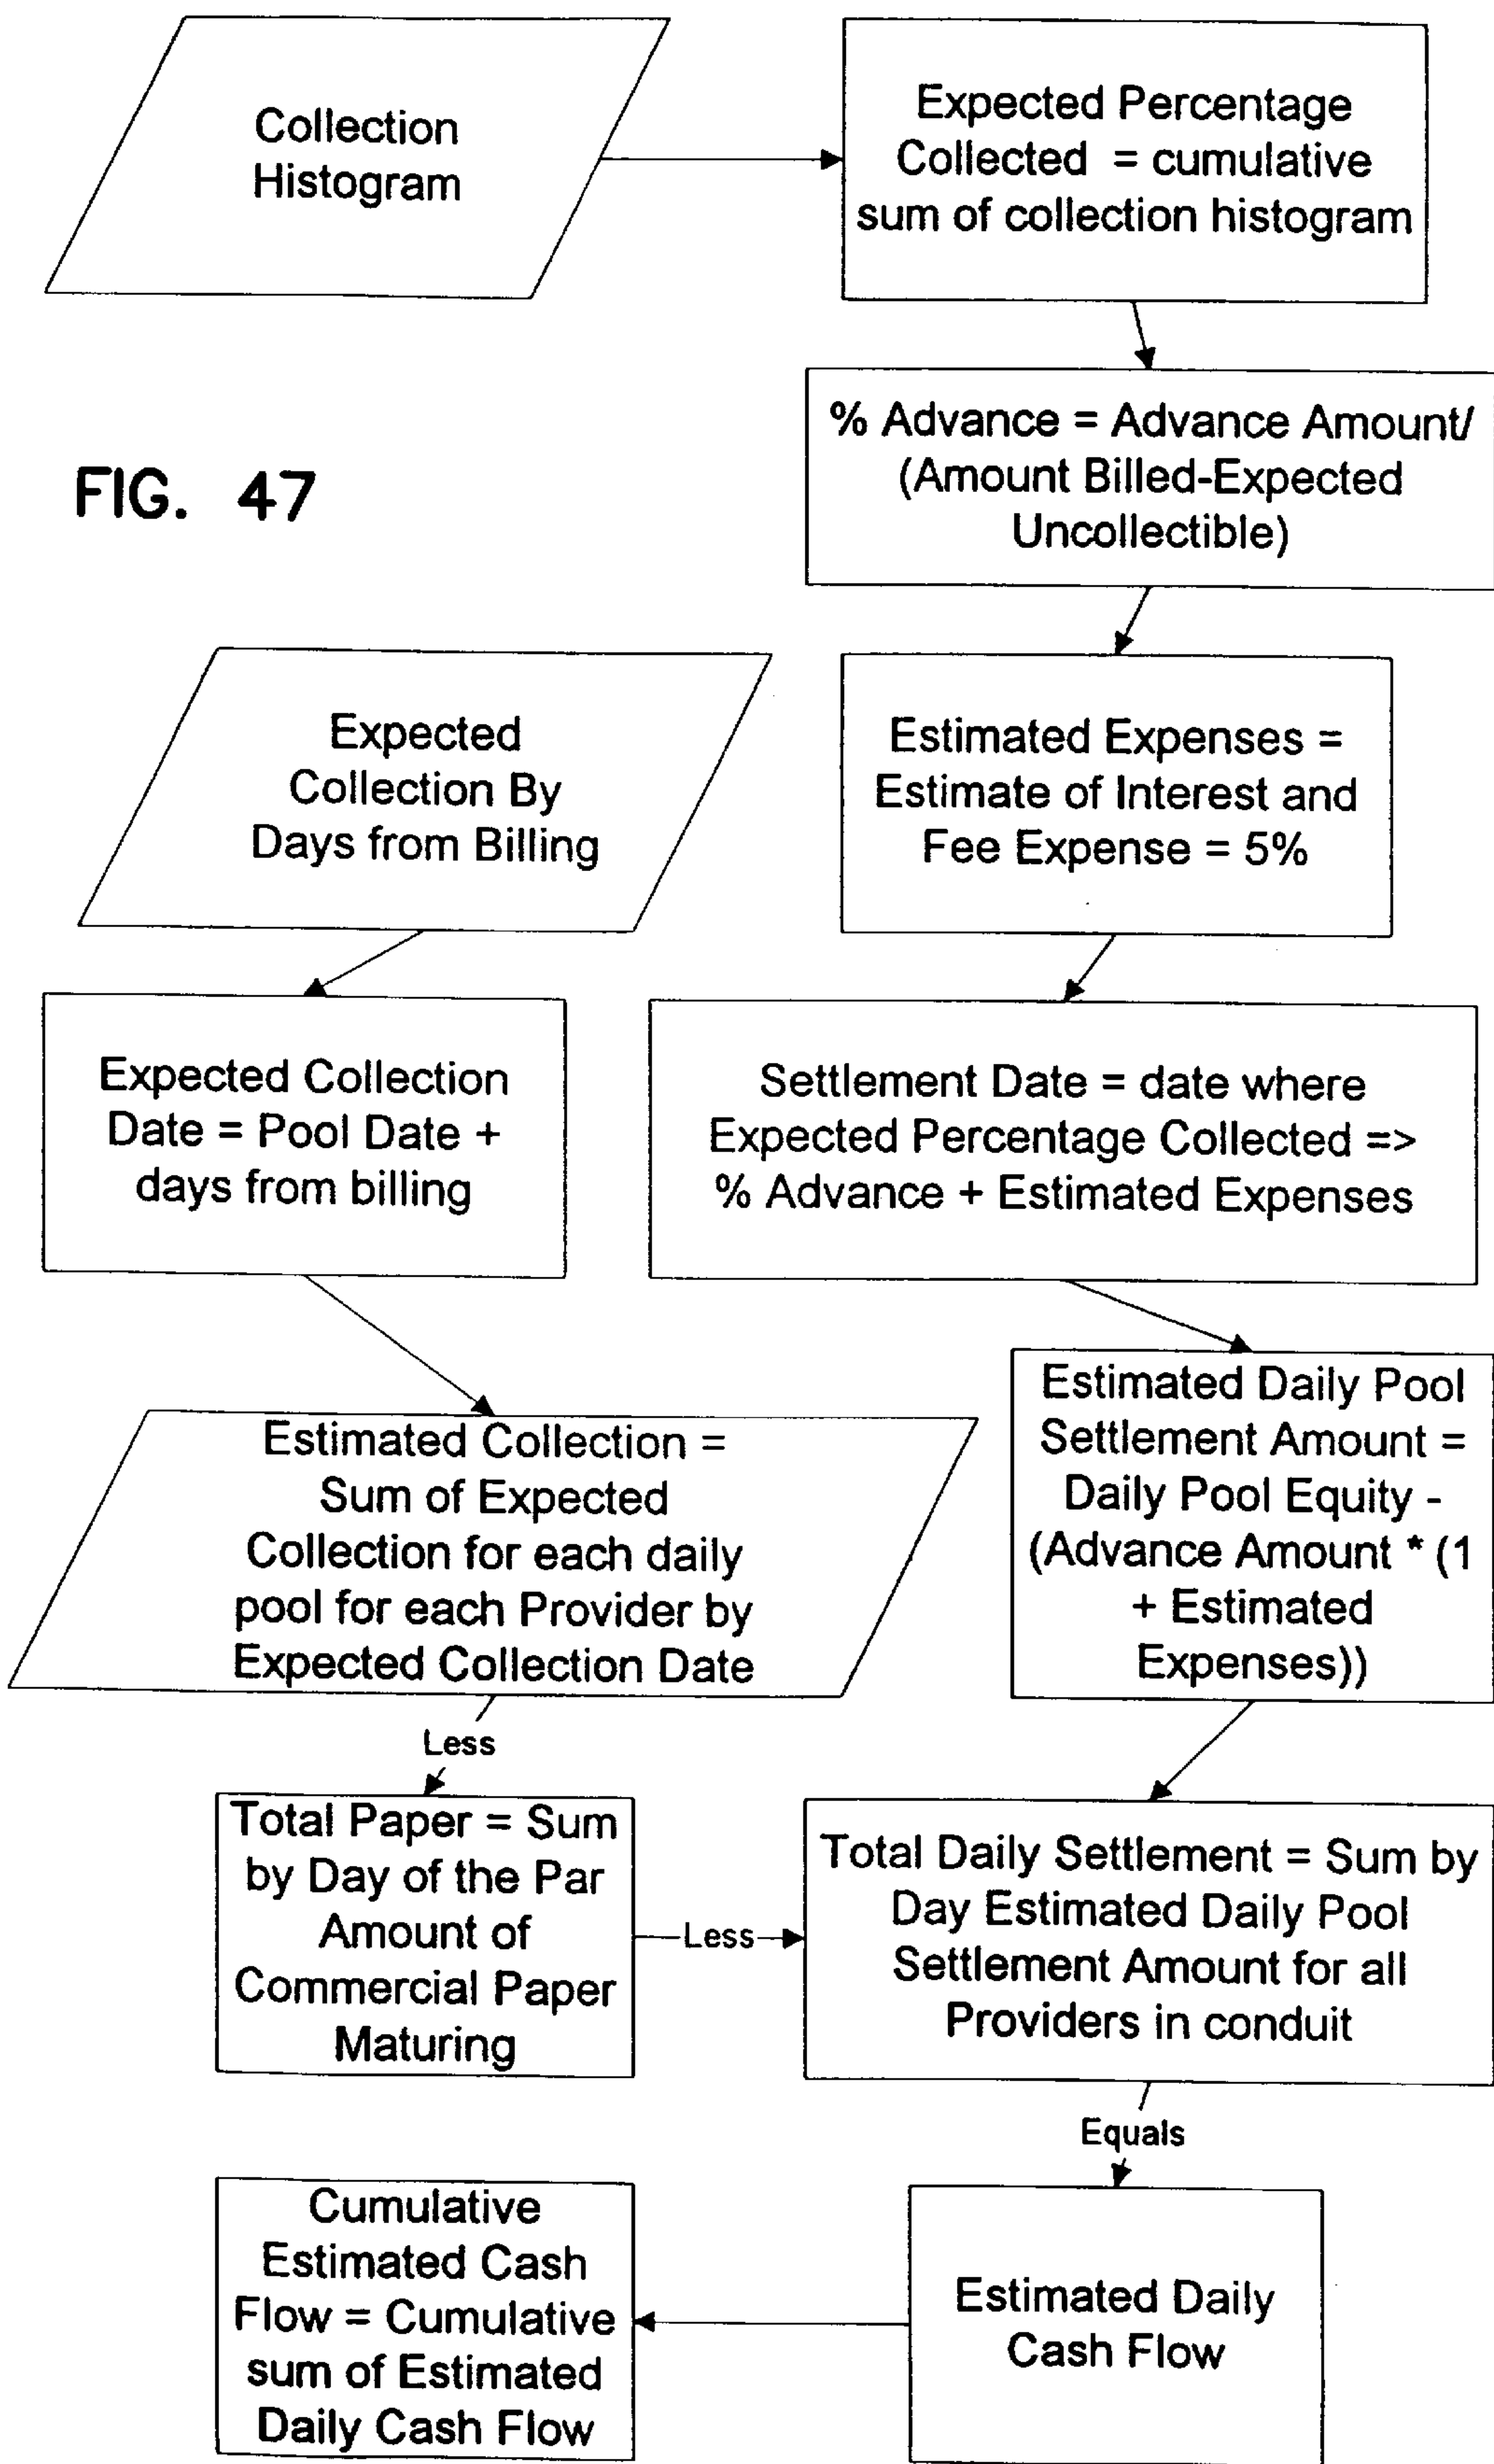 Collection
Histogram
Expected Percentage
Collected = cumulative
sum of collection histogram
% Advance = Advance Amount/
(Amount Billed-Expected
Uncollectible)
FIG. 47
Expected
Collection By
Days from Billing
Estimated Expenses =
Estimate of Interest and
Fee Expense = 5%
Expected Collection
Date = Pool Date +
days from billing
Settlement Date = date where
Expected Percentage Collected =>
% Advance + Estimated Expenses
Estimated Daily Pool
Settlement Amount =
Daily Pool Equity -
(Advance Amount * (1
+ Estimated
Expenses))
Estimated Collection =
Sum of Expected
Collection for each daily
pool for each Provider by
Expected Collection Date
Less
Total Paper = Sum
by Day of the Par
Amount of
Commercial Paper
Maturing
Less
Total Daily Settlement = Sum by
Day Estimated Daily Pool
Settlement Amount for all
Providers in conduit
Equals
Cumulative
Estimated Cash
Flow = Cumulative
sum of Estimated
Daily Cash Flow
Estimated Daily
Cash Flow